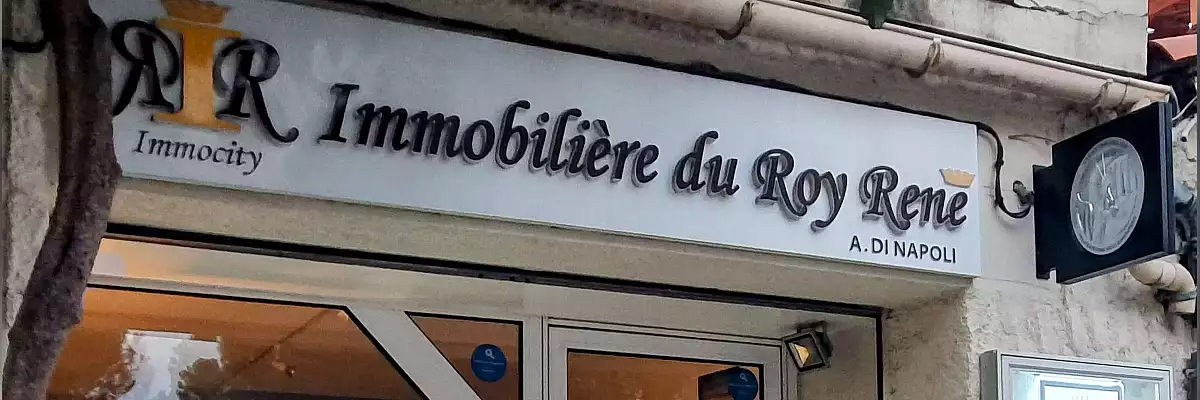 RIR
Immocity
Immobilière du Roy René
A. DI NAPOLI